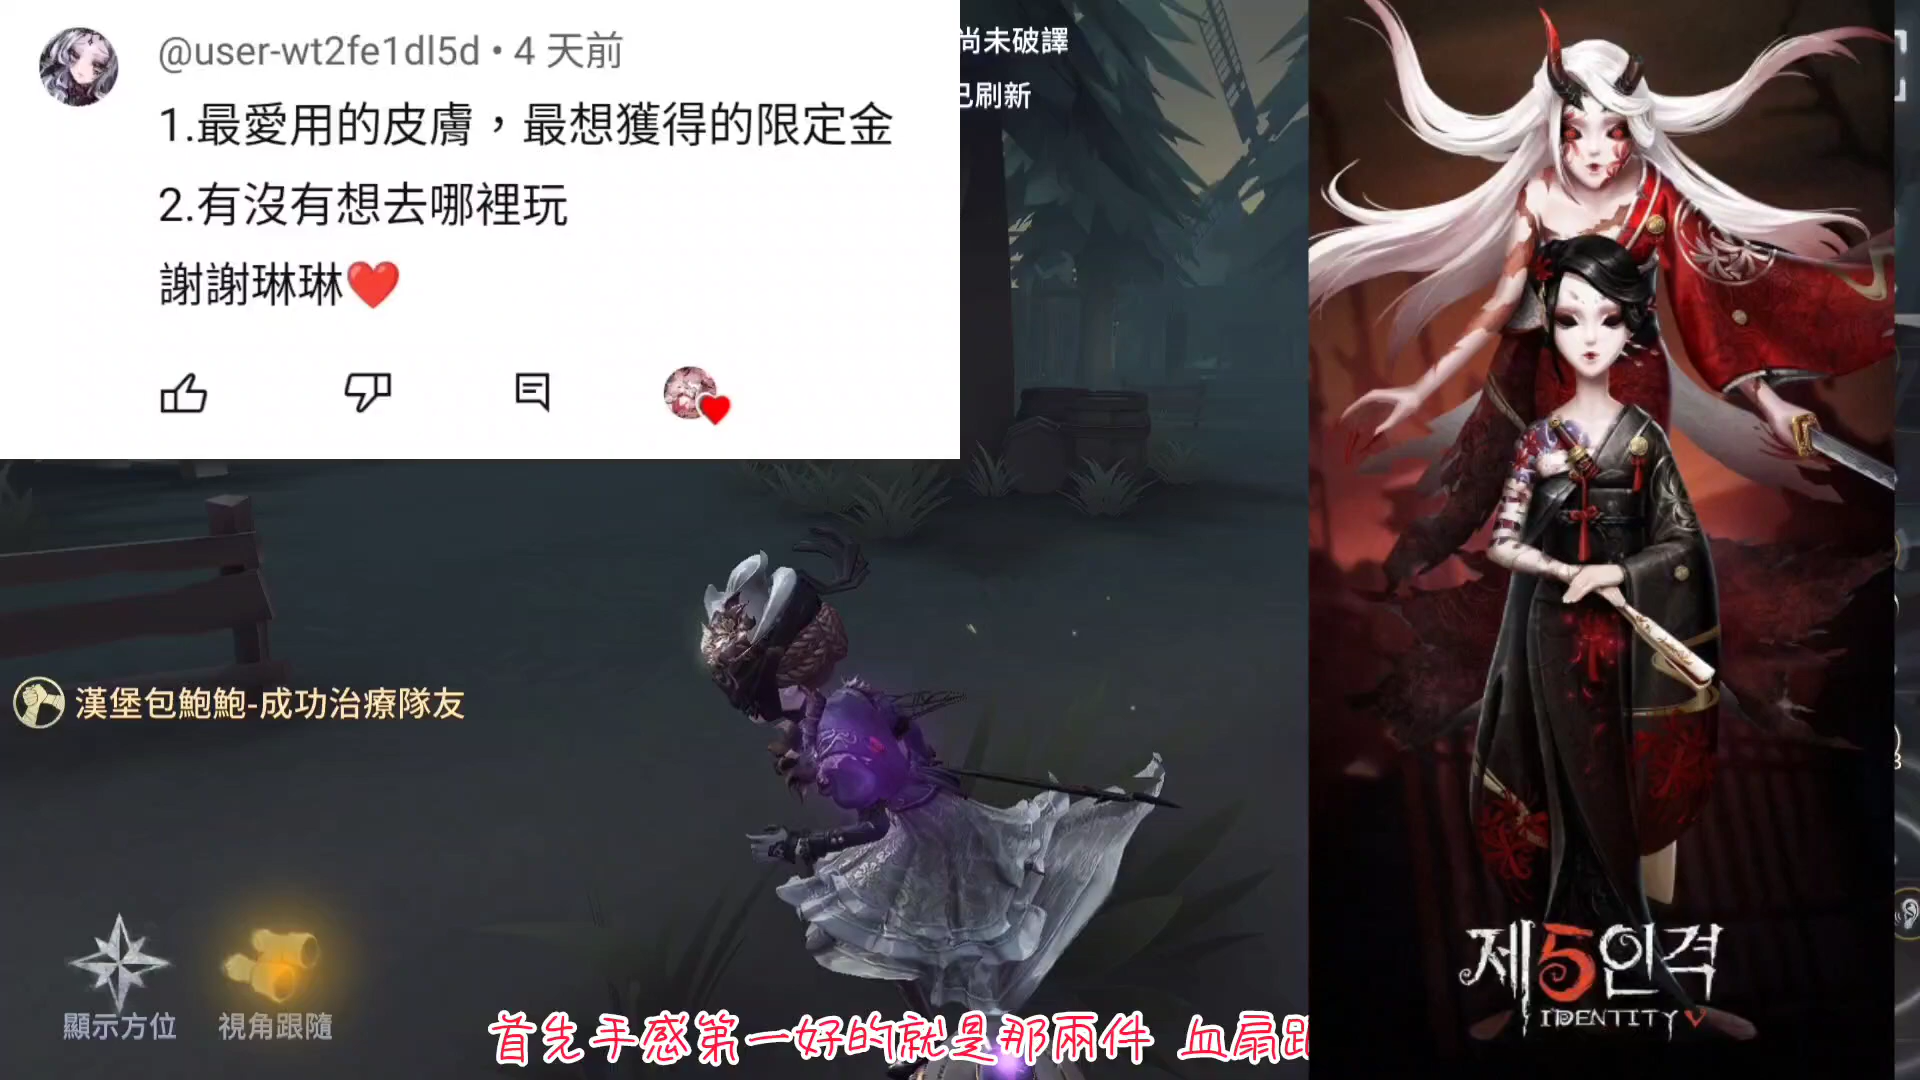 @user-wt2fe1dl5d • 4 天前
1.最愛用的皮膚，最想獲得的限定金
2.有沒有想去哪裡玩
謝謝琳琳❤️
尚未破譯
已刷新
漢堡包鮑鮑-成功治療隊友
顯示方位
視角跟隨
首先手感第一好的就是那兩件 血扇
제5인격
IDENTITY V